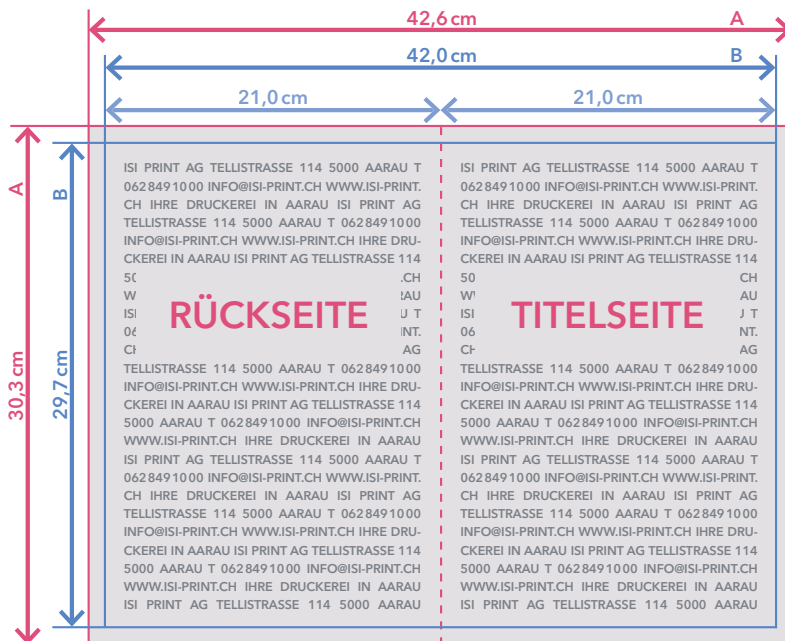 42,6 cm A
42,0 cm B
21,0 cm 21,0 cm
A
B
30,3 cm
29,7 cm
ISI PRINT AG TELLISTRASSE 114 5000 AARAU T
062 849 10 00 INFO@ISI-PRINT.CH WWW.ISI-PRINT.
CH IHRE DRUCKEREI IN AARAU ISI PRINT AG
TELLISTRASSE 114 5000 AARAU T 062 849 10 00
INFO@ISI-PRINT.CH WWW.ISI-PRINT.CH IHRE DRU-
CKEREI IN AARAU ISI PRINT AG TELLISTRASSE 114
50 .CH
AU
ISI U T
06 NT.
CH AG
RÜCKSEITE
TELLISTRASSE 114 5000 AARAU T 062 849 10 00
INFO@ISI-PRINT.CH WWW.ISI-PRINT.CH IHRE DRU-
CKEREI IN AARAU ISI PRINT AG TELLISTRASSE 114
5000 AARAU T 062 849 10 00 INFO@ISI-PRINT.CH
WWW.ISI-PRINT.CH IHRE DRUCKEREI IN AARAU
ISI PRINT AG TELLISTRASSE 114 5000 AARAU T
062 849 10 00 INFO@ISI-PRINT.CH WWW.ISI-PRINT.
CH IHRE DRUCKEREI IN AARAU ISI PRINT AG
TELLISTRASSE 114 5000 AARAU T 062 849 10 00
INFO@ISI-PRINT.CH WWW.ISI-PRINT.CH IHRE DRU-
CKEREI IN AARAU ISI PRINT AG TELLISTRASSE 114
5000 AARAU T 062 849 10 00 INFO@ISI-PRINT.CH
WWW.ISI-PRINT.CH IHRE DRUCKEREI IN AARAU
ISI PRINT AG TELLISTRASSE 114 5000 AARAU
ISI PRINT AG TELLISTRASSE 114 5000 AARAU T
062 849 10 00 INFO@ISI-PRINT.CH WWW.ISI-PRINT.
CH IHRE DRUCKEREI IN AARAU ISI PRINT AG
TELLISTRASSE 114 5000 AARAU T 062 849 10 00
INFO@ISI-PRINT.CH WWW.ISI-PRINT.CH IHRE DRU-
CKEREI IN AARAU ISI PRINT AG TELLISTRASSE 114
50 CH
AU
ISI J T
06 NT.
CH AG
TITELSEITE
TELLISTRASSE 114 5000 AARAU T 062 849 10 00
INFO@ISI-PRINT.CH WWW.ISI-PRINT.CH IHRE DRU-
CKEREI IN AARAU ISI PRINT AG TELLISTRASSE 114
5000 AARAU T 062 849 10 00 INFO@ISI-PRINT.CH
WWW.ISI-PRINT.CH IHRE DRUCKEREI IN AARAU
ISI PRINT AG TELLISTRASSE 114 5000 AARAU T
062 849 10 00 INFO@ISI-PRINT.CH WWW.ISI-PRINT.
CH IHRE DRUCKEREI IN AARAU ISI PRINT AG
TELLISTRASSE 114 5000 AARAU T 062 849 10 00
INFO@ISI-PRINT.CH WWW.ISI-PRINT.CH IHRE DRU-
CKEREI IN AARAU ISI PRINT AG TELLISTRASSE 114
5000 AARAU T 062 849 10 00 INFO@ISI-PRINT.CH
WWW.ISI-PRINT.CH IHRE DRUCKEREI IN AARAU
ISI PRINT AG TELLISTRASSE 114 5000 AARAU